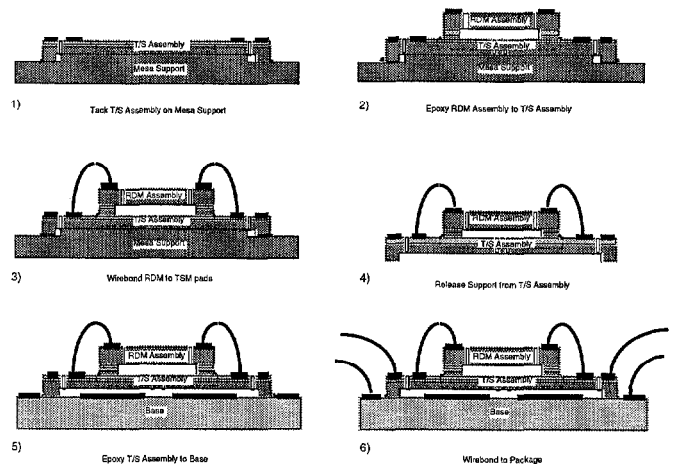 T/S Assembly
Mesa Support
1)
Tack T/S Assembly on Mesa Support
RDM Assembly
T/S Assembly
Mesa Support
2)
Epoxy RDM Assembly to T/S Assembly
RDM Assembly
T/S Assembly
Mesa Support
3)
Wirebond RDM to TSM pads
RDM Assembly
T/S Assembly
4)
Release Support from T/S Assembly
RDM Assembly
T/S Assembly
Base
5)
Epoxy T/S Assembly to Base
RDM Assembly
T/S Assembly
Base
6)
Wirebond to Package